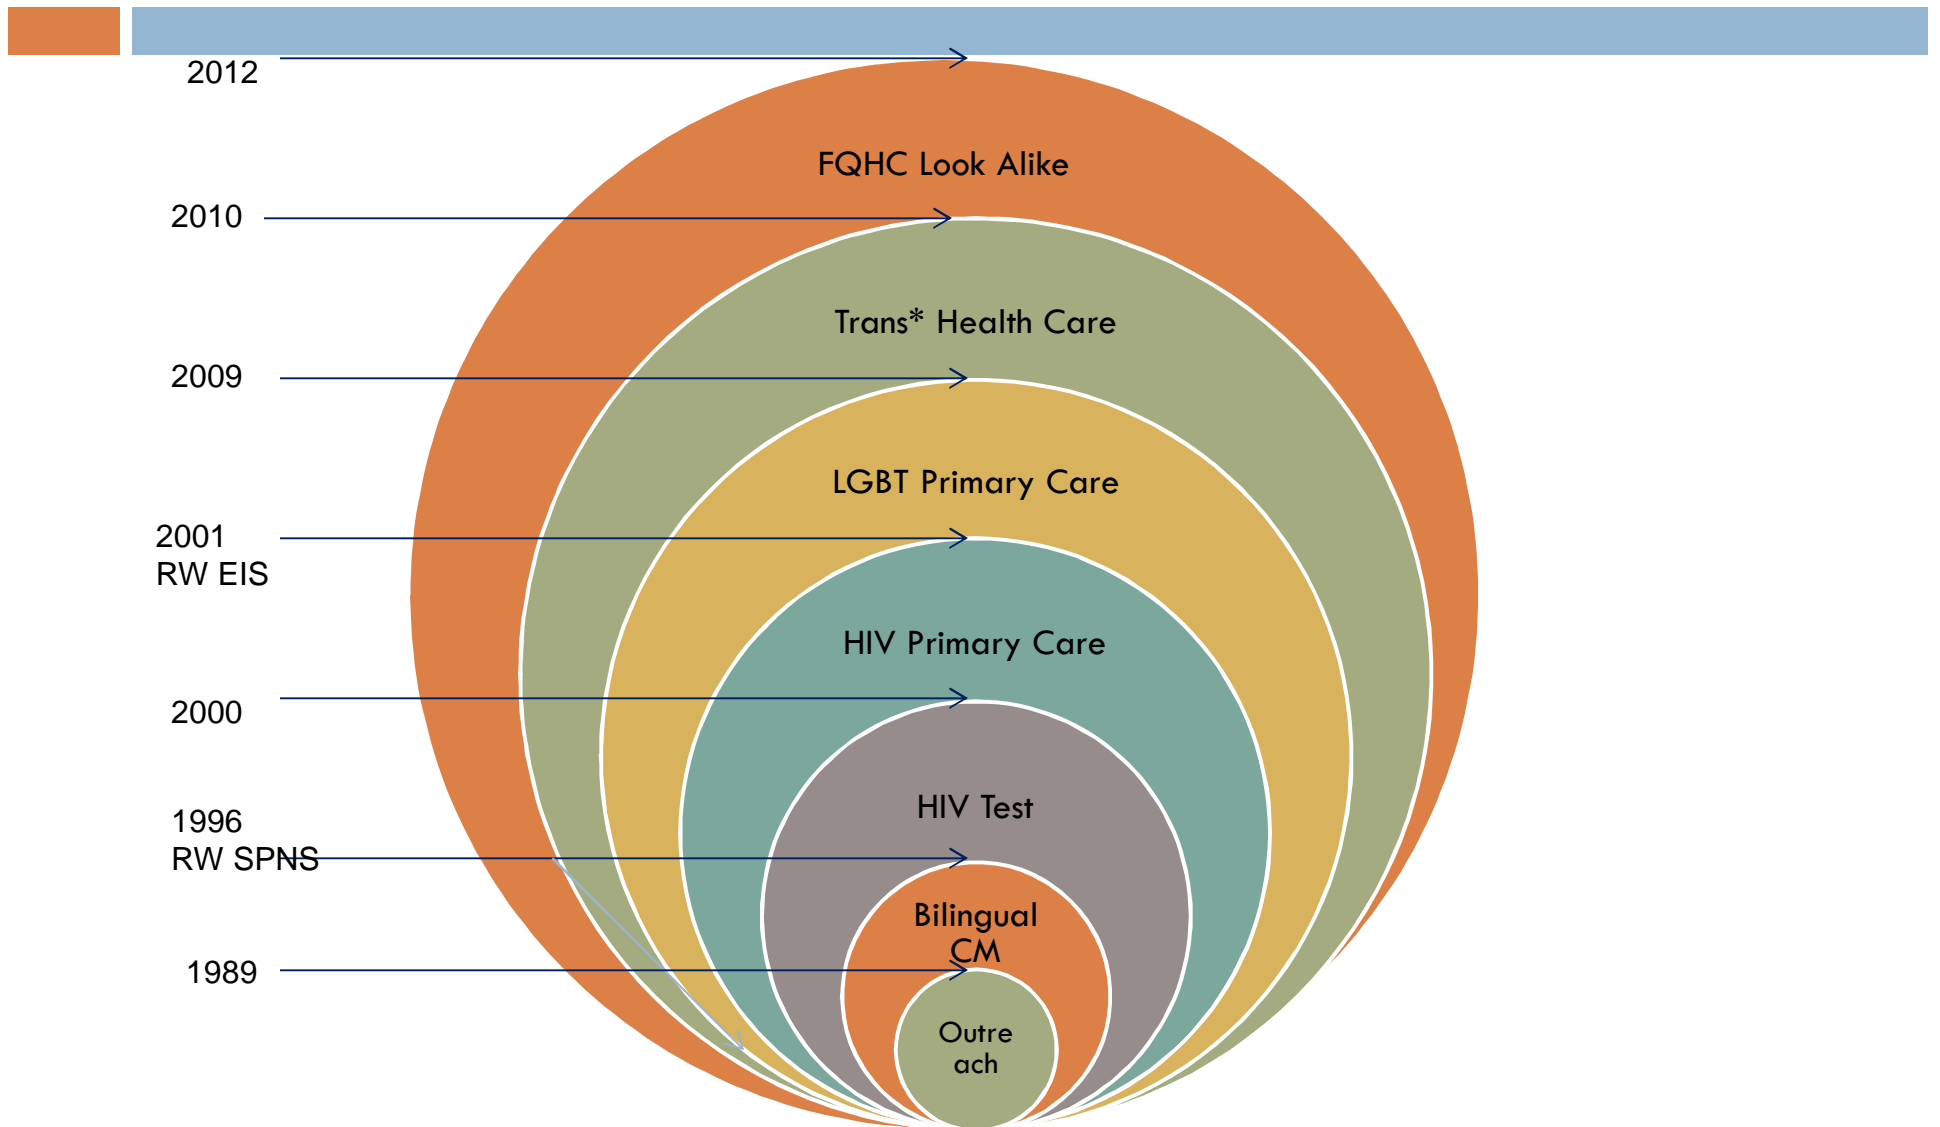 2012
FQHC Look Alike
2010
Trans* Health Care
2009
LGBT Primary Care
2001
RW EIS
HIV Primary Care
2000
HIV Test
1996
RW SPNS
Bilingual
CM
1989
Outre
ach